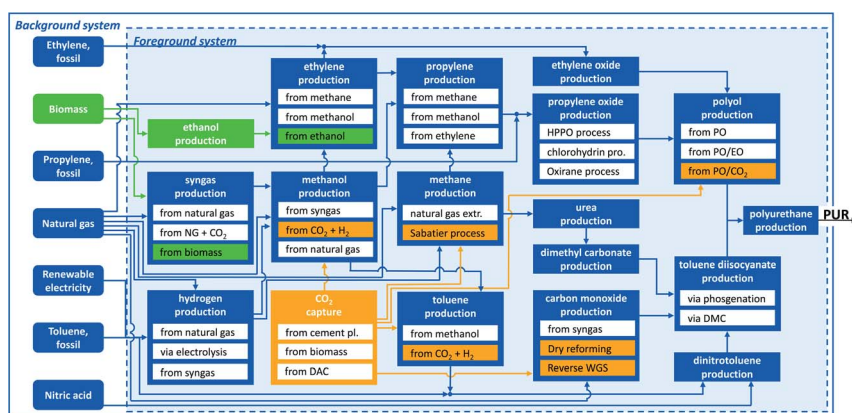 Background system
Foreground system
Ethylene,
fossil
Biomass
Propylene,
fossil
Natural gas
Renewable
electricity
Toluene,
fossil
Nitric acid
ethanol
production
syngas
production
from natural gas
from NG + CO₂
from biomass
hydrogen
production
from natural gas
via electrolysis
from syngas
ethylene
production
from methane
from methanol
from ethanol
methanol
production
from syngas
from CO₂ + H₂
from natural gas
CO₂
capture
from cement pl.
from biomass
from DAC
propylene
production
from methane
from methanol
from ethylene
methane
production
natural gas extr.
Sabatier process
toluene
production
from methanol
from CO₂ + H₂
ethylene oxide
production
propylene oxide
production
HPPO process
chlorohydrin pro.
Oxirane process
urea
production
dimethyl carbonate
production
carbon monoxide
production
from syngas
Dry reforming
Reverse WGS
polyol
production
from PO
from PO/EO
from PO/CO₂
toluene diisocyanate
production
via phosgenation
via DMC
dinitrotoluene
production
polyurethane
production
PUR